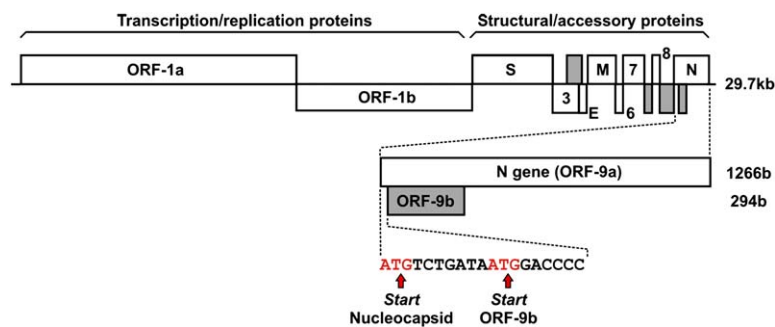 Transcription/replication proteins
Structural/accessory proteins
ORF-1a
S
M
7
8
N
ORF-1b
3
E
6
29.7kb
N gene (ORF-9a)
1266b
ORF-9b
294b
ATGTCTGATAATGGACCCC
Start
Nucleocapsid
Start
ORF-9b